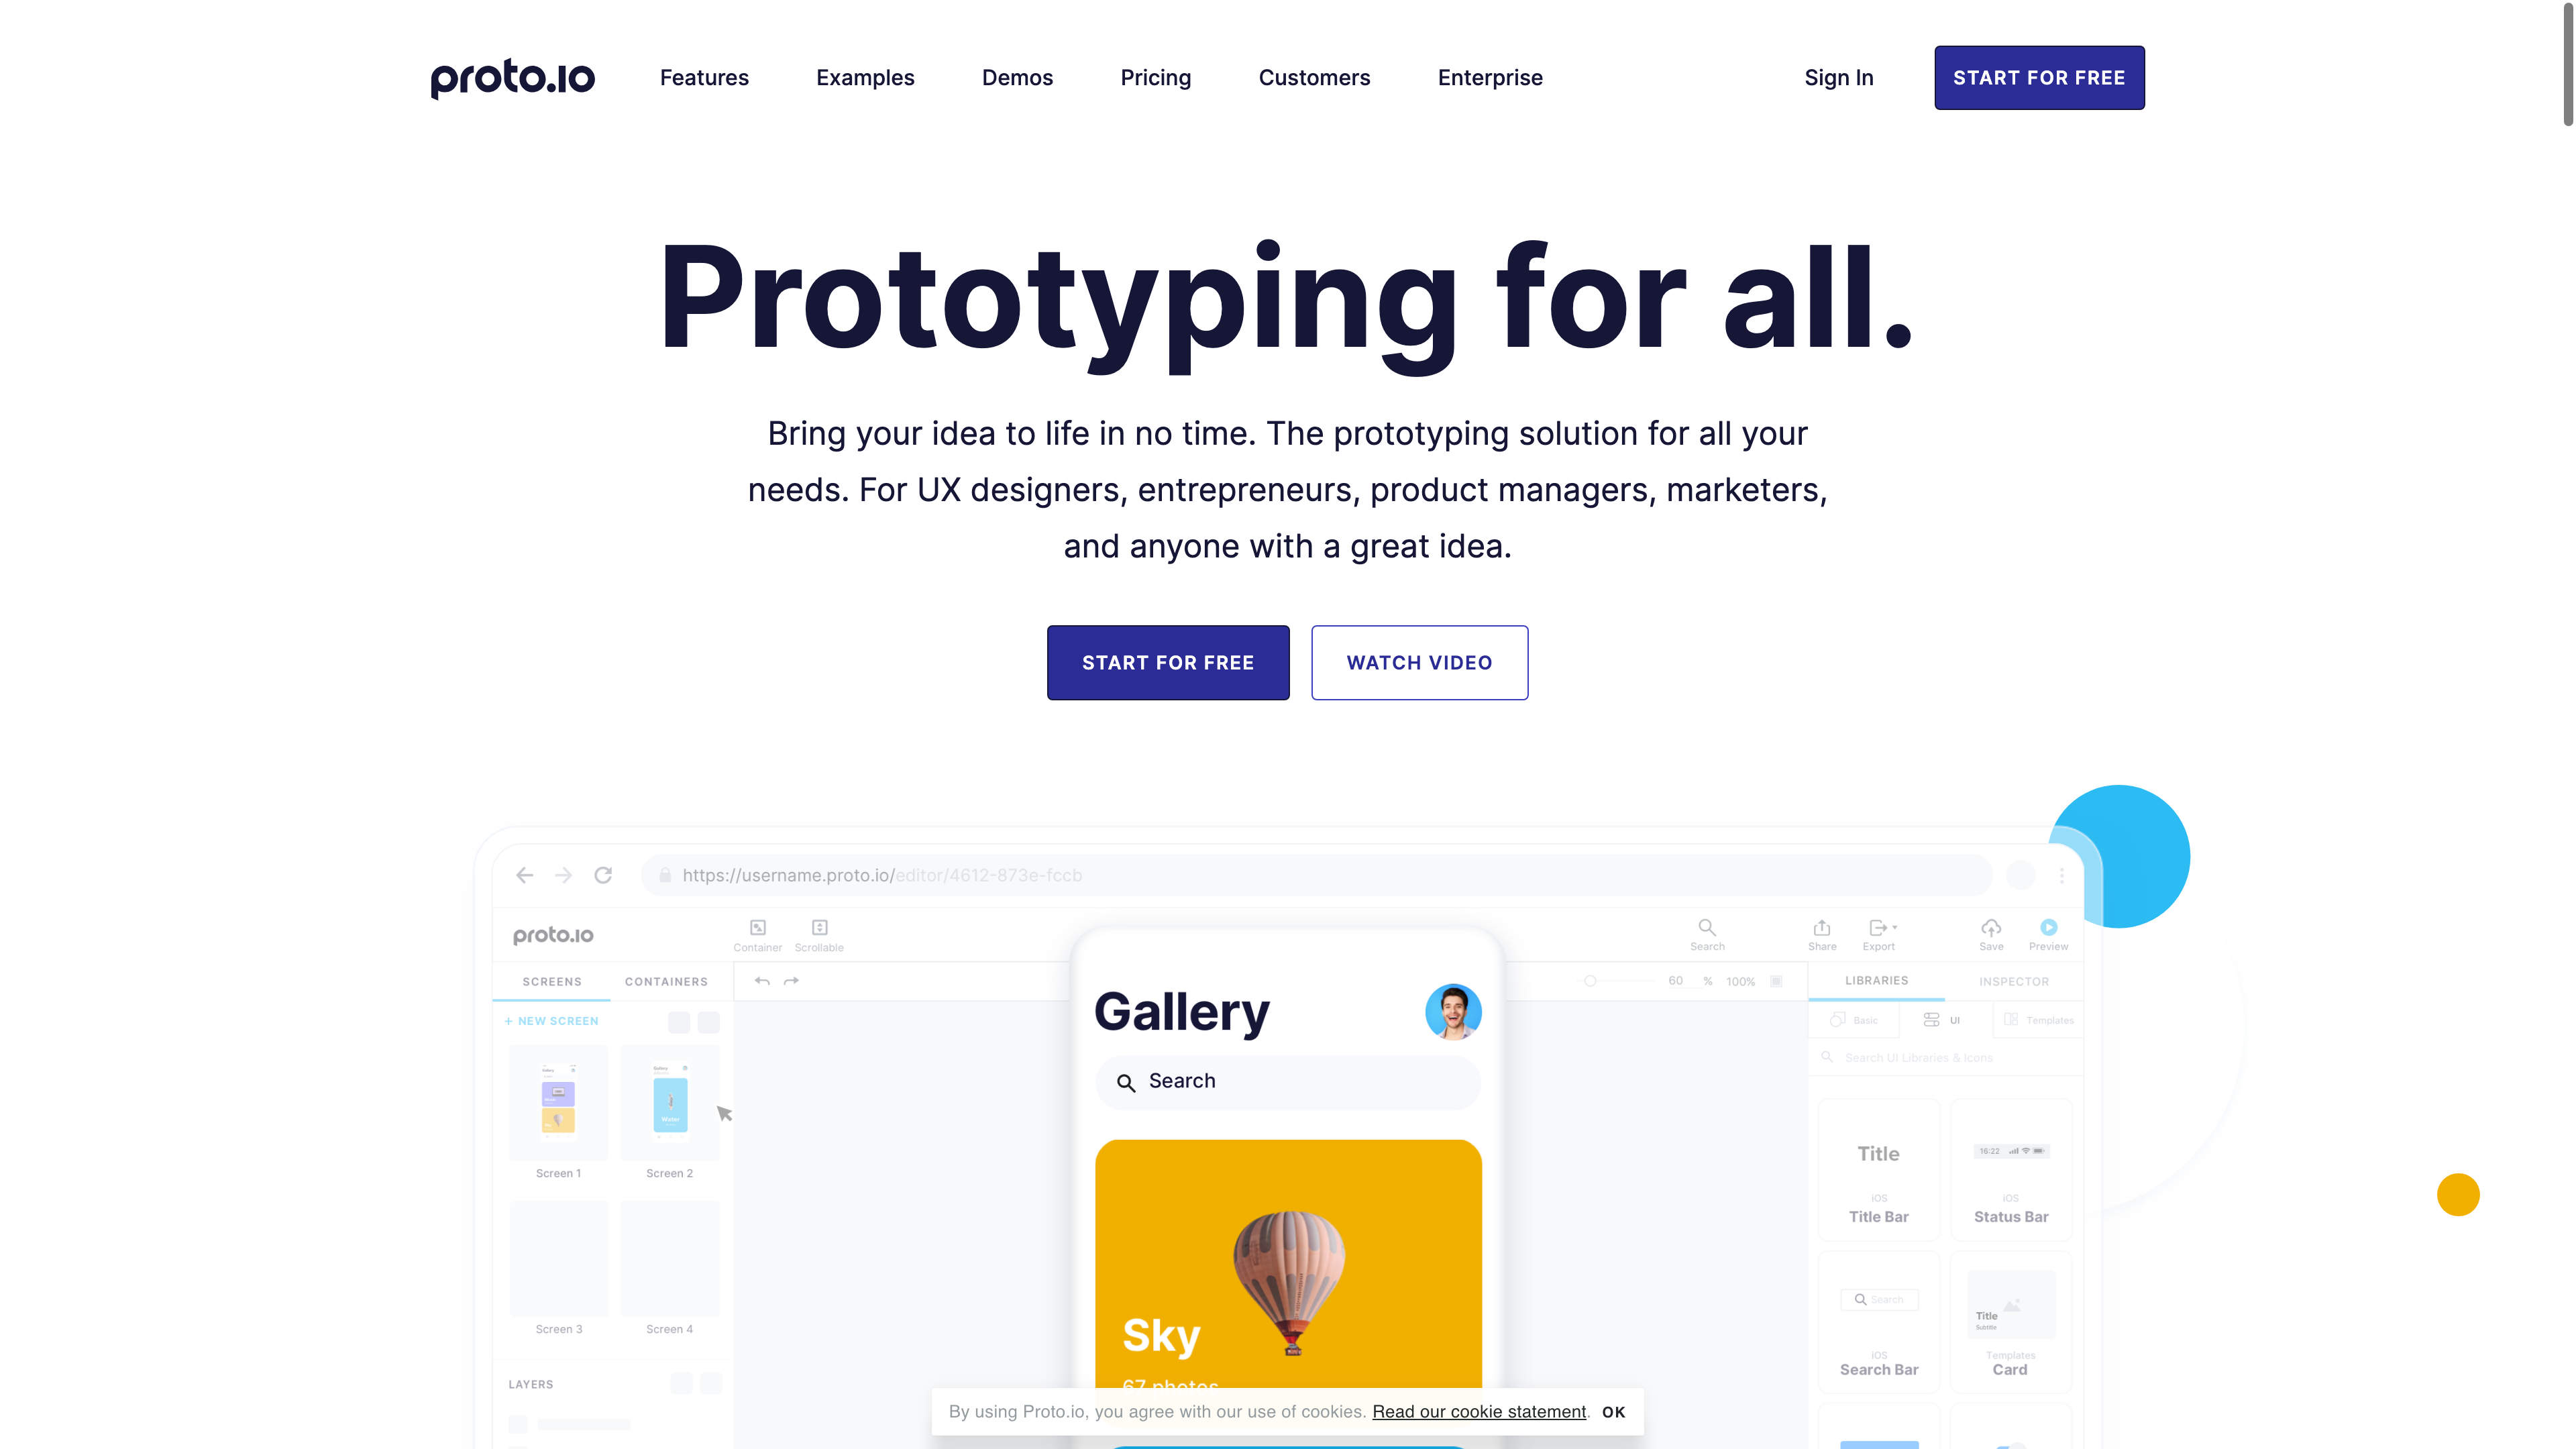 proto.io Features Examples Demos Pricing Customers Enterprise Sign In START FOR FREE
Prototyping for all.
Bring your idea to life in no time. The prototyping solution for all your
needs. For UX designers, entrepreneurs, product managers, marketers,
and anyone with a great idea.
START FOR FREE WATCH VIDEO
https://username.proto.io/editor/4612-873e-fccb
proto.io Container Scrollable Search Share Export Save Preview
SCREENS CONTAINERS 60 % 100% LIBRARIES INSPECTOR
+ NEW SCREEN
Basic UI Templates
Search UI Libraries & Icons
Screen 1 Screen 2
Screen 3 Screen 4
LAYERS
Gallery
Search
Sky
67 photos
Title 16:22
iOS iOS
Title Bar Status Bar
Search Title
Subtitle
iOS Templates
Search Bar Card
By using Proto.io, you agree with our use of cookies. Read our cookie statement. OK